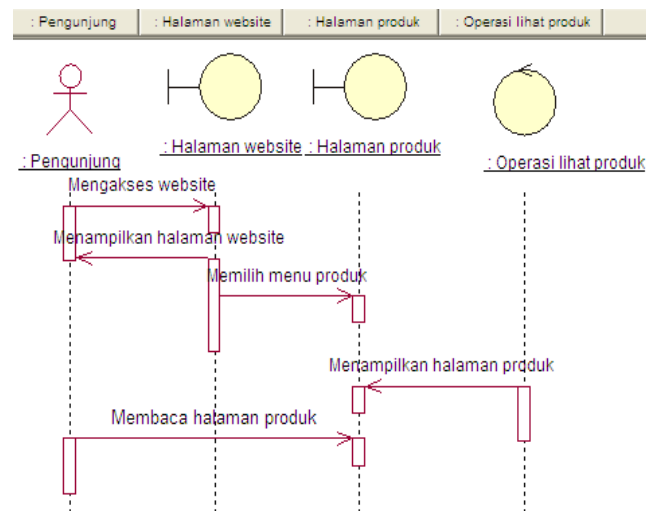 : Pengunjung : Halaman website : Halaman produk : Operasi lihat produk
: Pengunjung : Halaman website : Halaman produk : Operasi lihat produk
Mengakses website
Menampilkan halaman website
Memilih menu produk
Menampilkan halaman produk
Membaca halaman produk